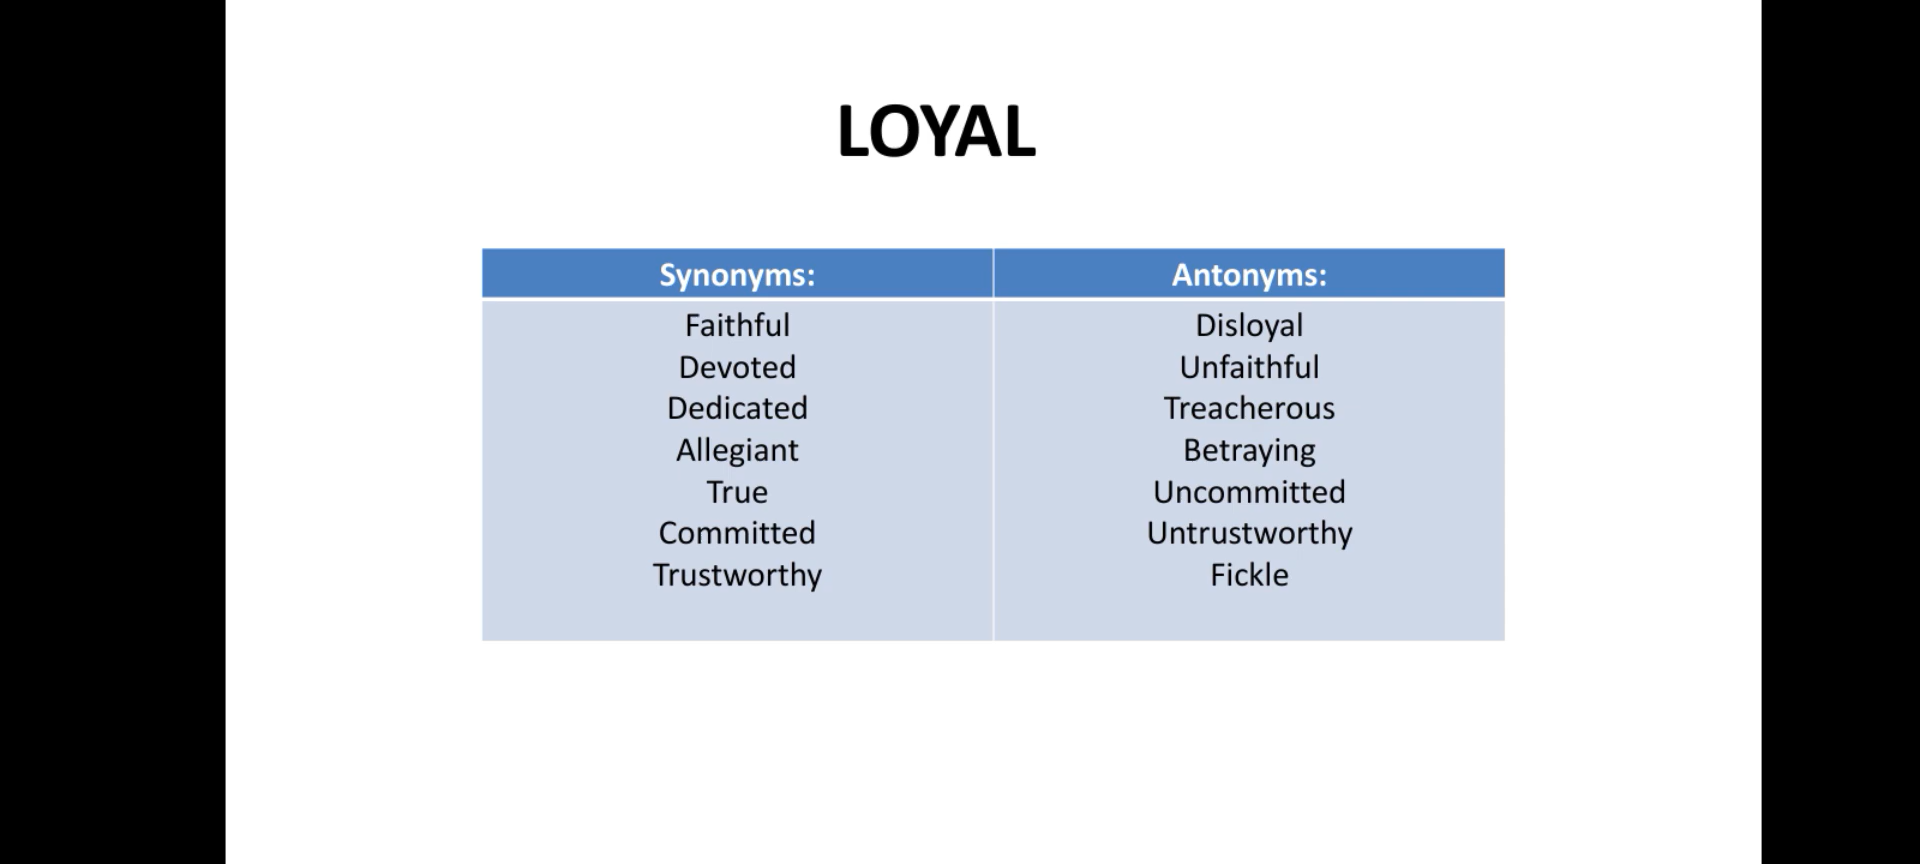 LOYAL
Synonyms: Antonyms:
Faithful Disloyal
Devoted Unfaithful
Dedicated Treacherous
Allegiant Betraying
True Uncommitted
Committed Untrustworthy
Trustworthy Fickle